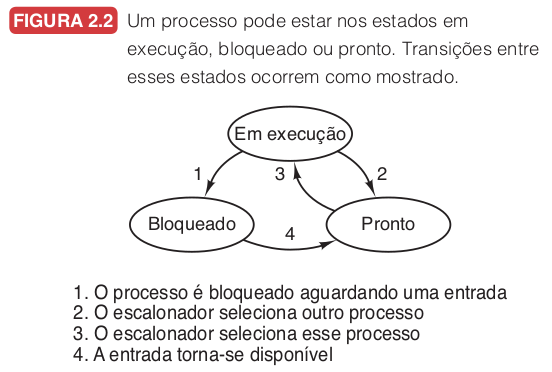 FIGURA 2.2 Um processo pode estar nos estados em
execução, bloqueado ou pronto. Transições entre
esses estados ocorrem como mostrado.
Em execução
1
3
2
Bloqueado
Pronto
4
1. O processo é bloqueado aguardando uma entrada
2. O escalonador seleciona outro processo
3. O escalonador seleciona esse processo
4. A entrada torna-se disponível